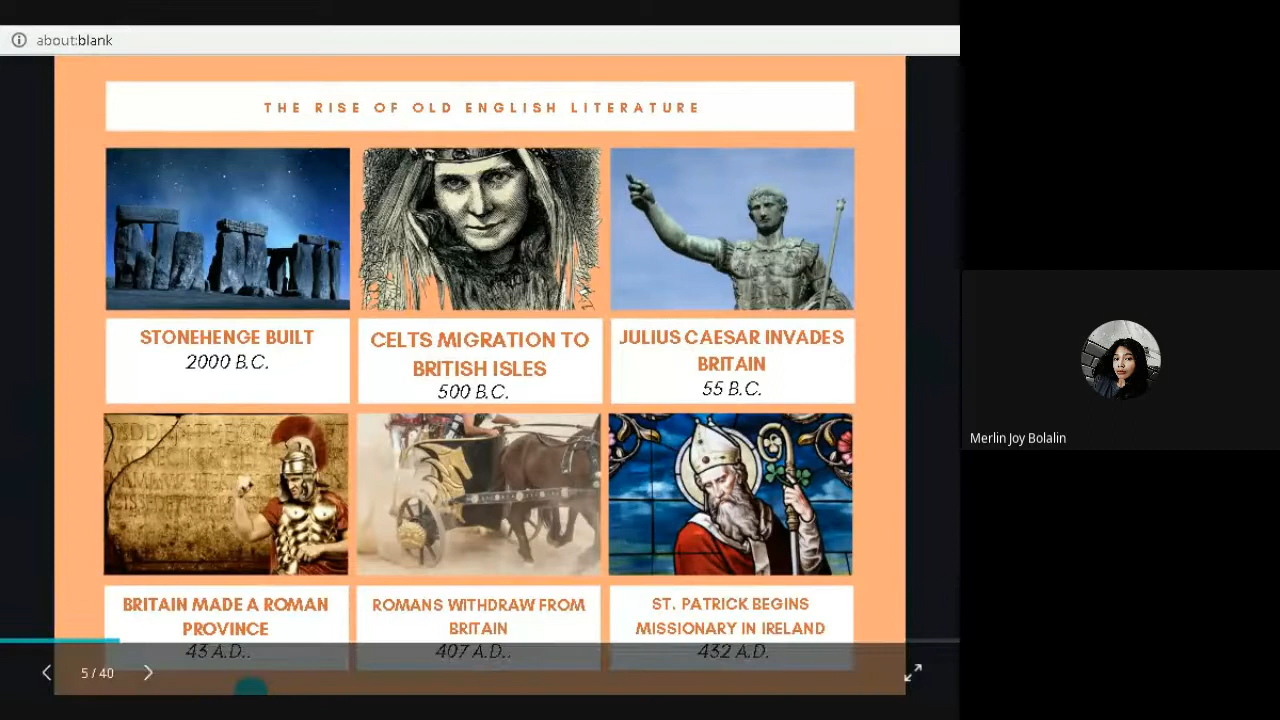 about:blank
THE RISE OF OLD ENGLISH LITERATURE
STONEHENGE BUILT
2000 B.C.
CELTS MIGRATION TO
BRITISH ISLES
500 B.C.
JULIUS CAESAR INVADES
BRITAIN
55 B.C.
Merlin Joy Bolalin
BRITAIN MADE A ROMAN
PROVINCE
43 A.D..
ROMANS WITHDRAW FROM
BRITAIN
407 A.D..
ST. PATRICK BEGINS
MISSIONARY IN IRELAND
432 A.D.
5 / 40